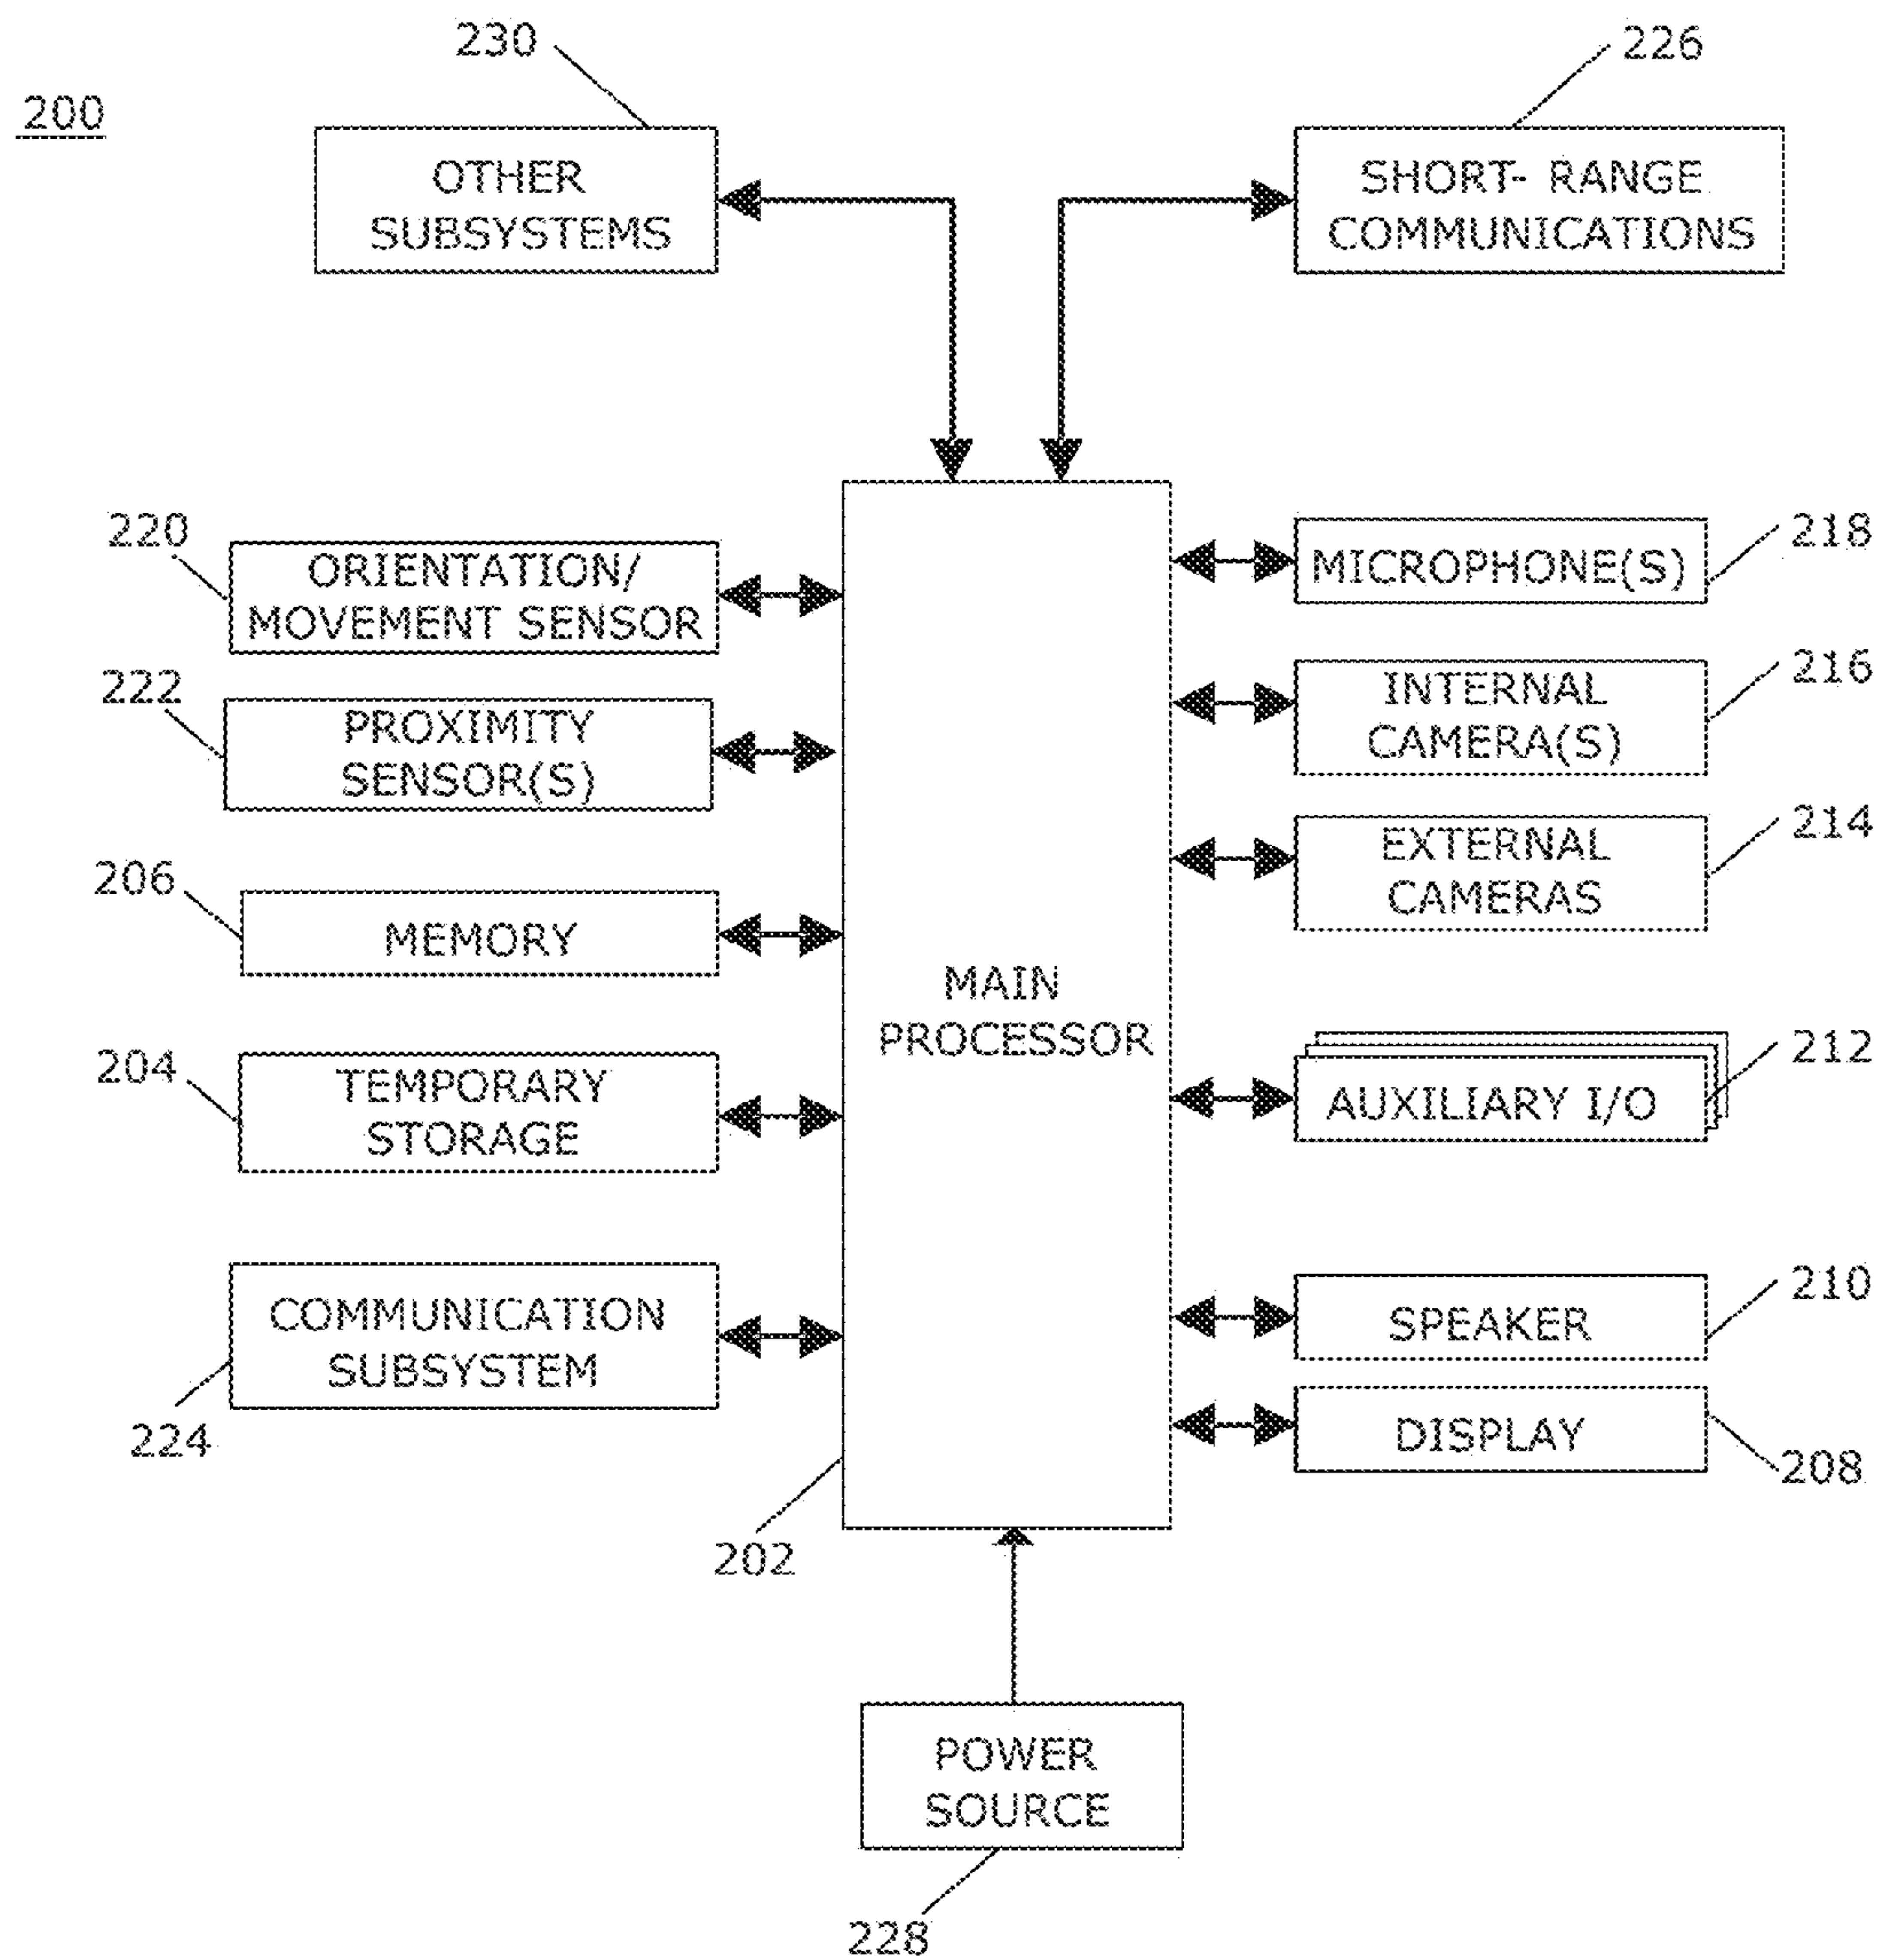 230
226
200
OTHER
SUBSYSTEMS
SHORT- RANGE
COMMUNICATIONS
220
ORIENTATION/
MOVEMENT SENSOR
222
PROXIMITY
SENSOR(S)
206
MEMORY
204
TEMPORARY
STORAGE
COMMUNICATION
SUBSYSTEM
224
MAIN
PROCESSOR
202
218
MICROPHONE(S)
216
INTERNAL
CAMERA(S)
214
EXTERNAL
CAMERAS
212
AUXILIARY I/O
210
SPEAKER
DISPLAY
208
POWER
SOURCE
228